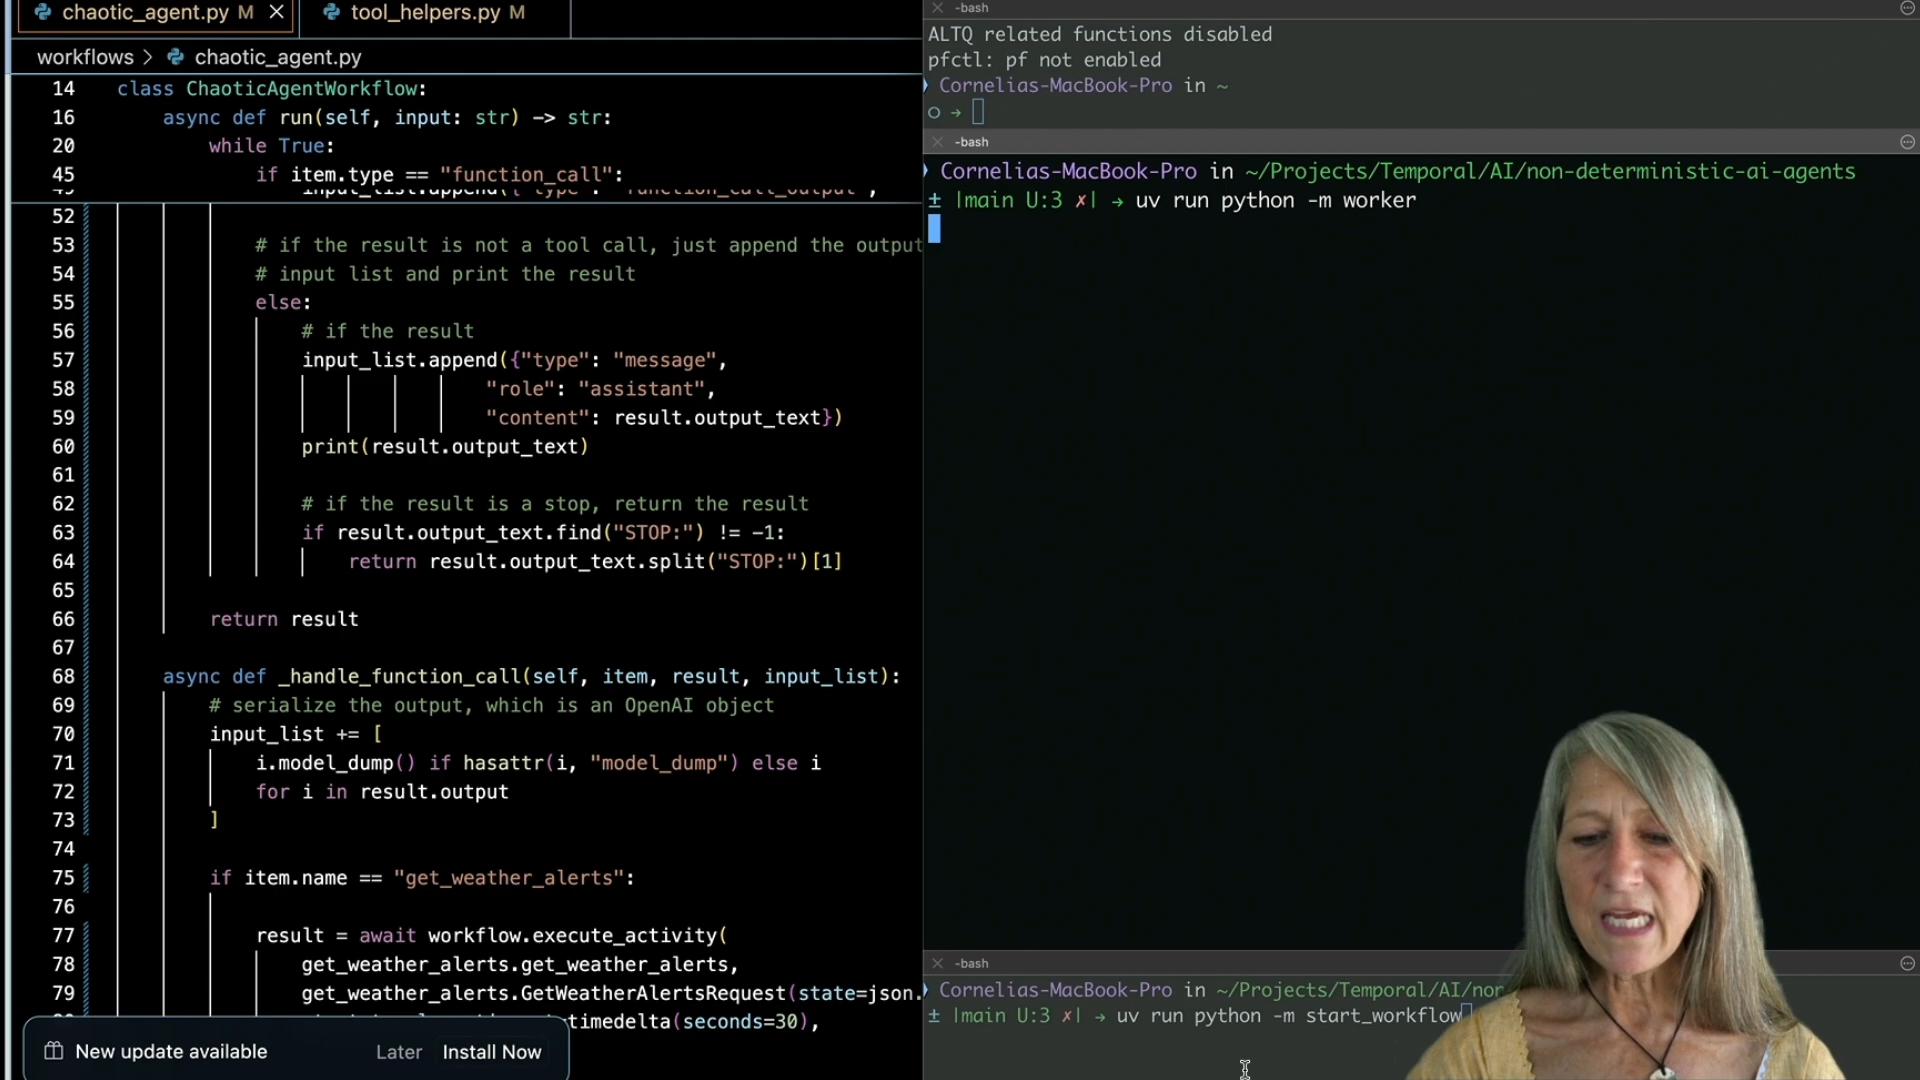 chaotic_agent.py M
tool_helpers.py M
workflows > chaotic_agent.py
14 class ChaoticAgentWorkflow:
16 async def run(self, input: str) -> str:
20 while True:
45 if item.type == "function_call":
49 input_list.append({"type": "function_call_output",
52
53 # if the result is not a tool call, just append the output
54 # input list and print the result
55 else:
56 # if the result
57 input_list.append({"type": "message",
58 "role": "assistant",
59 "content": result.output_text})
60 print(result.output_text)
61
62 # if the result is a stop, return the result
63 if result.output_text.find("STOP:") != -1:
64 return result.output_text.split("STOP:")[1]
65
66 return result
67
68 async def _handle_function_call(self, item, result, input_list):
69 # serialize the output, which is an OpenAI object
70 input_list += [
71 i.model_dump() if hasattr(i, "model_dump") else i
72 for i in result.output
73 ]
74
75 if item.name == "get_weather_alerts":
76
77 result = await workflow.execute_activity(
78 get_weather_alerts.get_weather_alerts,
79 get_weather_alerts.GetWeatherAlertsRequest(state=json.
timedelta(seconds=30),
New update available Later Install Now
-bash
ALTQ related functions disabled
pfctl: pf not enabled
Cornelias-MacBook-Pro in ~
→
-bash
Cornelias-MacBook-Pro in ~/Projects/Temporal/AI/non-deterministic-ai-agents
± |main U:3 ✗| → uv run python -m worker
-bash
Cornelias-MacBook-Pro in ~/Projects/Temporal/AI/nor
± |main U:3 ✗| → uv run python -m start_workflow